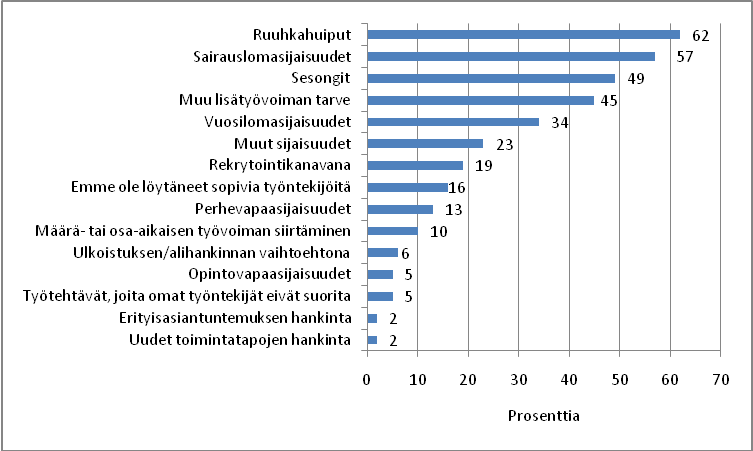 Ruuhkahuiput 62
Sairauslomasijaisuudet 57
Sesongit 49
Muu lisätyövoiman tarve 45
Vuosilomasijaisuudet 34
Muut sijaisuudet 23
Rekrytointikanavana 19
Emme ole löytäneet sopivia työntekijöitä 16
Perhevapaasijaisuudet 13
Määrä- tai osa-aikaisen työvoiman siirtäminen 10
Ulkoistuksen/alihankinnan vaihtoehtona 6
Opintovapaasijaisuudet 5
Työtehtävät, joita omat työntekijät eivät suorita 5
Erityisasiantuntemuksen hankinta 2
Uudet toimintatapojen hankinta 2
0 10 20 30 40 50 60 70
Prosenttia